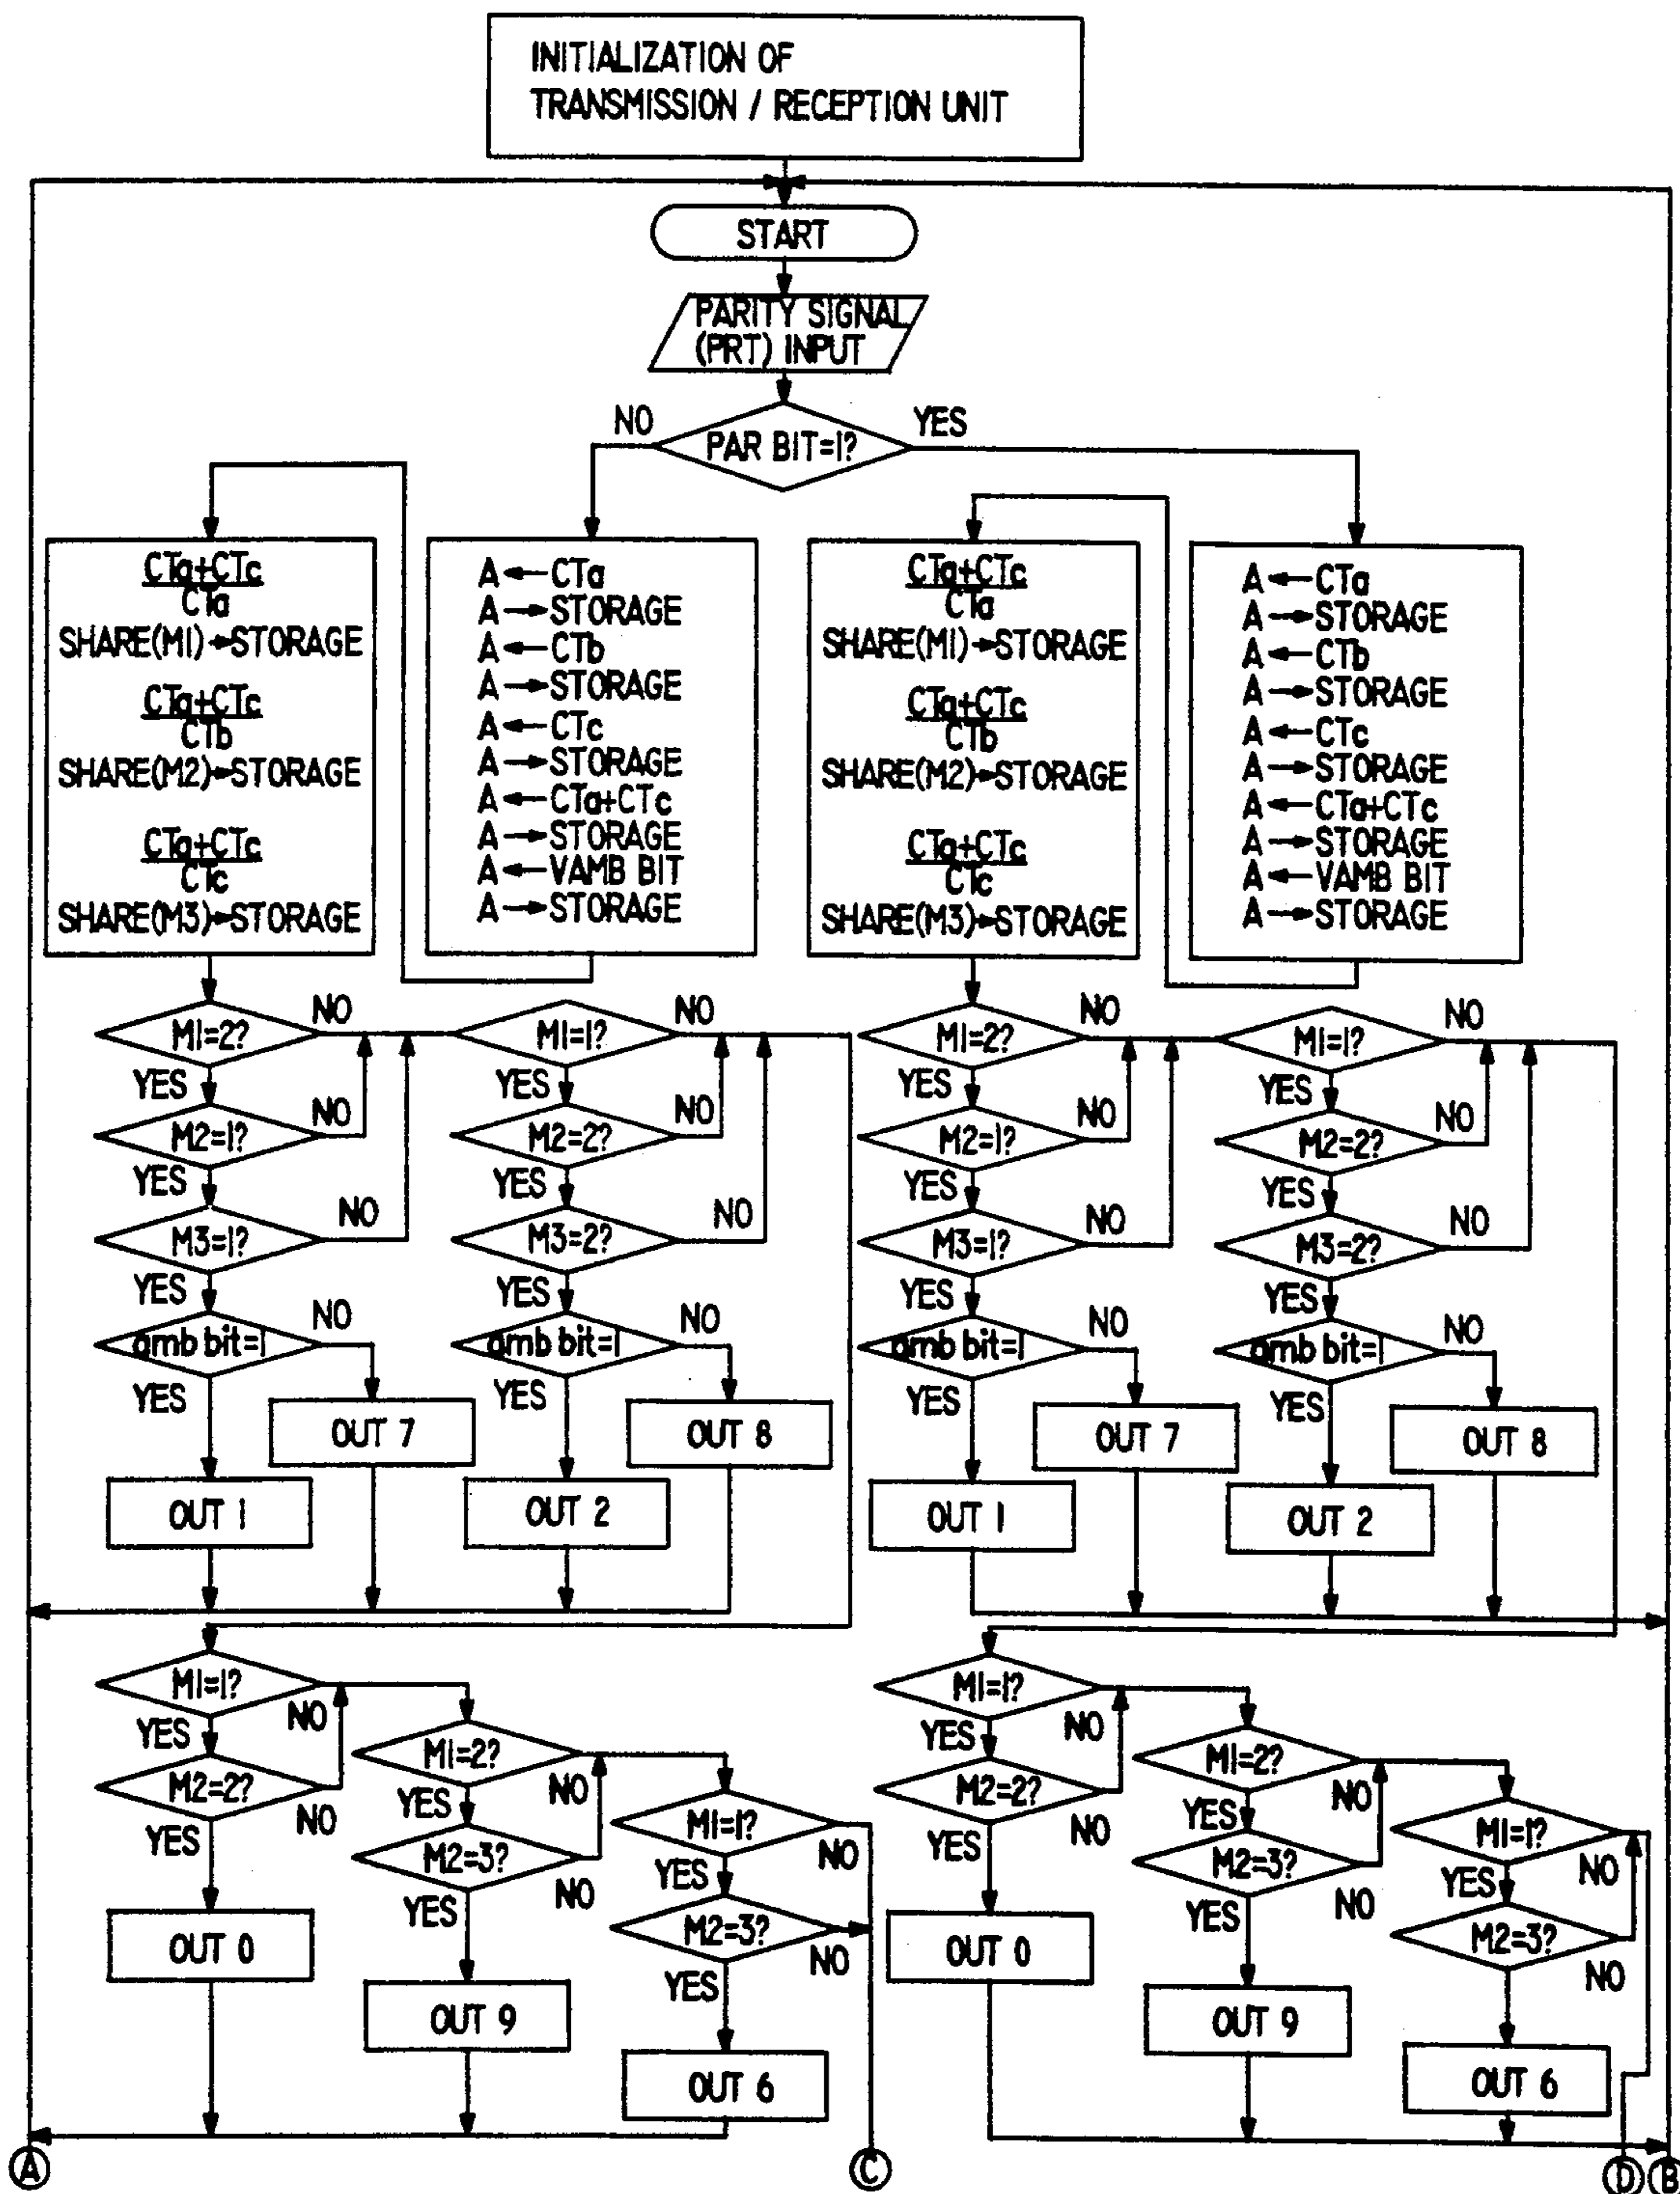 INITIALIZATION OF
TRANSMISSION / RECEPTION UNIT
START
PARITY SIGNAL
(PRT) INPUT
NO
PAR BIT=1?
YES
CTa+CTc
CTa
SHARE(M1)→STORAGE
CTa+CTc
CTb
SHARE(M2)→STORAGE
CTa+CTc
CTc
SHARE(M3)→STORAGE
A←CTa
A→STORAGE
A←CTb
A→STORAGE
A←CTc
A→STORAGE
A←CTa+CTc
A→STORAGE
A←VAMB BIT
A→STORAGE
CTa+CTc
CTa
SHARE(M1)→STORAGE
CTa+CTc
CTb
SHARE(M2)→STORAGE
CTa+CTc
CTc
SHARE(M3)→STORAGE
A←CTa
A→STORAGE
A←CTb
A→STORAGE
A←CTc
A→STORAGE
A←CTa+CTc
A→STORAGE
A←VAMB BIT
A→STORAGE
M1=2?
NO
YES
M2=1?
NO
YES
M3=1?
NO
YES
amb bit=1
NO
YES
OUT 7
OUT 1
M1=1?
NO
YES
M2=2?
NO
YES
M3=2?
NO
YES
amb bit=1
NO
YES
OUT 8
OUT 2
M1=2?
NO
YES
M2=1?
NO
YES
M3=1?
NO
YES
amb bit=1
NO
YES
OUT 7
OUT 1
M1=1?
NO
YES
M2=2?
NO
YES
M3=2?
NO
YES
amb bit=1
NO
YES
OUT 8
OUT 2
M1=1?
NO
YES
M2=2?
NO
YES
OUT 0
M1=2?
NO
YES
M2=3?
NO
YES
OUT 9
M1=1?
NO
YES
M2=3?
NO
YES
OUT 6
M1=1?
NO
YES
M2=2?
NO
YES
OUT 0
M1=2?
NO
YES
M2=3?
NO
YES
OUT 9
M1=1?
NO
YES
M2=3?
NO
OUT 6
A
C
D
B